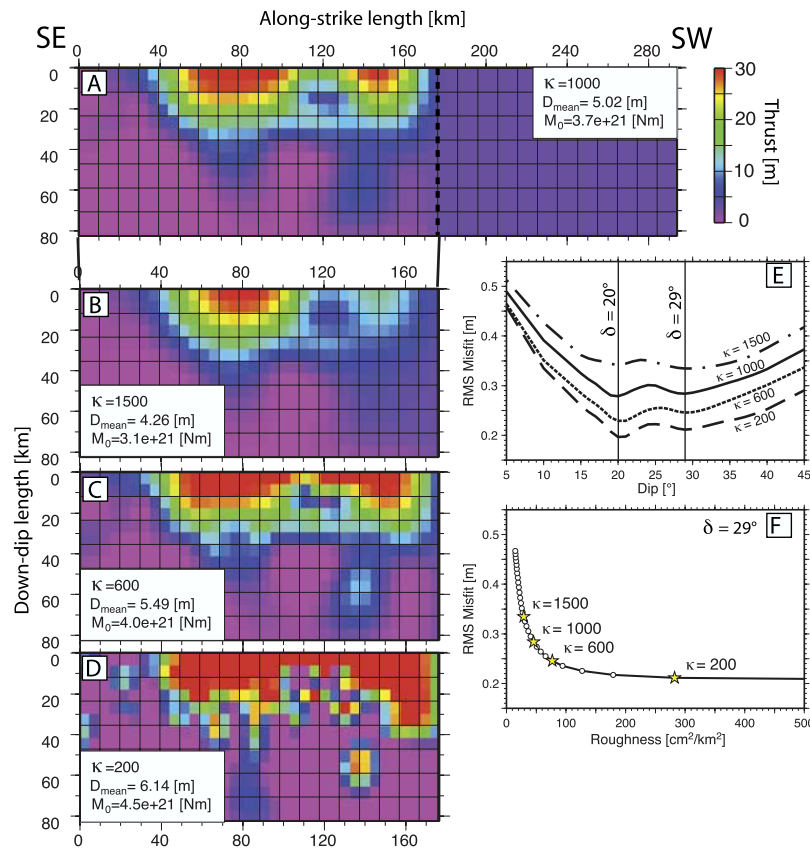 Along-strike length [km]
SE
SW
0 40 80 120 160 200 240 280
A
κ=1000
Dmean= 5.02 [m]
M0=3.7e+21 [Nm]
0
20
40
60
80
30
20
10
0
Thrust [m]
0 40 80 120 160
B
κ=1500
Dmean= 4.26 [m]
M0=3.1e+21 [Nm]
0
20
40
60
80
C
κ=600
Dmean= 5.49 [m]
M0=4.0e+21 [Nm]
0
20
40
60
80
D
κ=200
Dmean= 6.14 [m]
M0=4.5e+21 [Nm]
0
20
40
60
80
0 40 80 120 160
Down-dip length [km]
E
δ = 20°
δ = 29°
κ = 1500
κ = 1000
κ = 600
κ = 200
RMS Misfit [m]
0.5
0.4
0.3
0.2
5 10 15 20 25 30 35 40 45
Dip [°]
δ = 29°
F
κ = 1500
κ = 1000
κ = 600
κ = 200
RMS Misfit [m]
0.5
0.4
0.3
0.2
0 100 200 300 400 500
Roughness [cm²/km²]